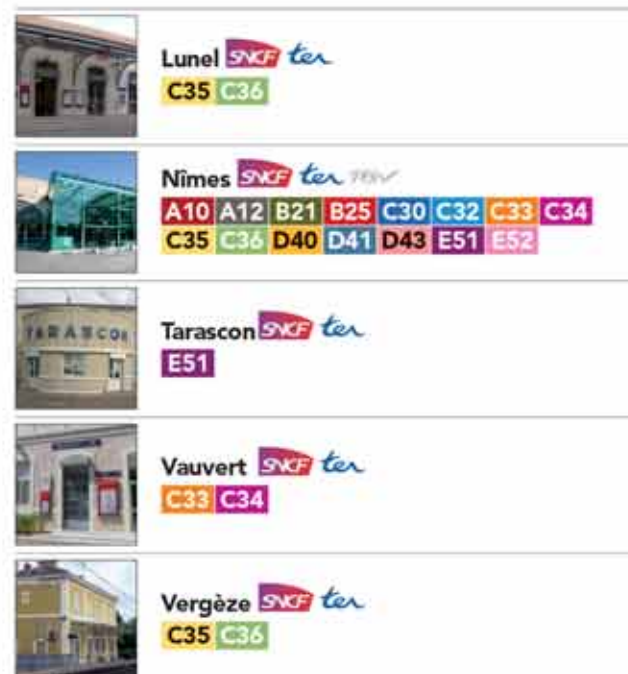 Lunel SNCF ter
C35 C36
Nîmes SNCF ter TGV
A10 A12 B21 B25 C30 C32 C33 C34
C35 C36 D40 D41 D43 E51 E52
TARASCON
Tarascon SNCF ter
E51
Vauvert SNCF ter
C33 C34
Vergèze SNCF ter
C35 C36